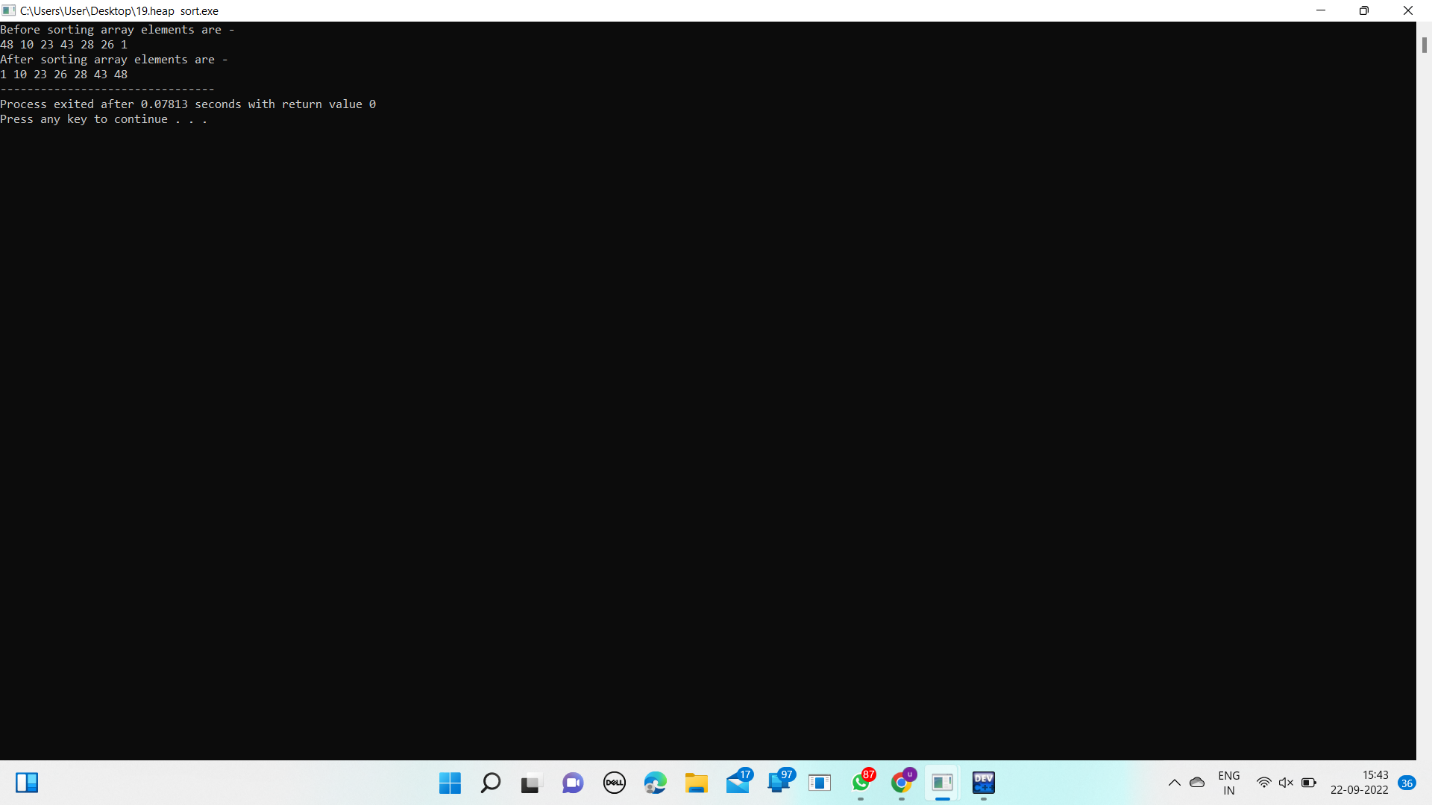 C:\Users\User\Desktop\19.heap  sort.exe
Before sorting array elements are -
48 10 23 43 28 26 1
After sorting array elements are -
1 10 23 26 28 43 48
--------------------------------
Process exited after 0.07813 seconds with return value 0
Press any key to continue . . .
DELL
17
97
87
u
DEV
ENG
IN
15:43
22-09-2022
36